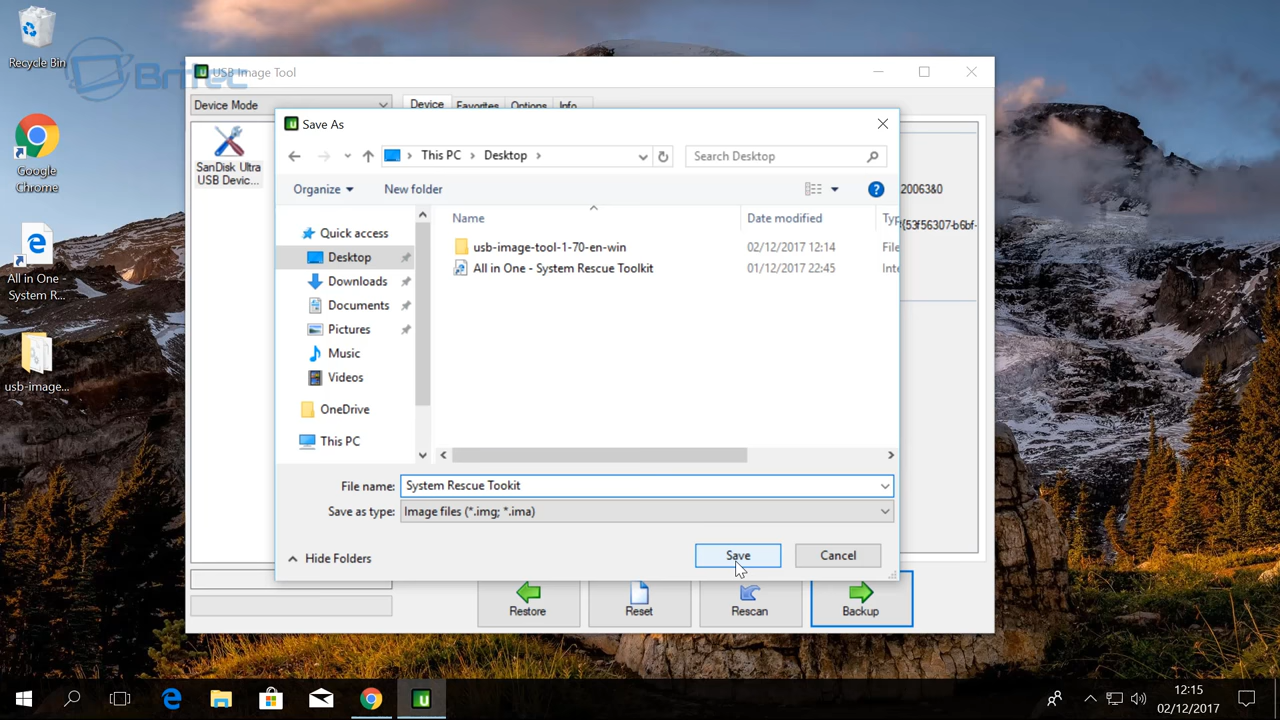 Recycle Bin
Google
Chrome
All in One -
System R...
usb-image...
Britec
USB Image Tool
Device Mode
Device
Favorites
Options
Info
SanDisk Ultra
USB Devic...
20063&0
{53f56307-b6bf-
Save As
This PC
Desktop
Search Desktop
Organize
New folder
Name
Date modified
Typ
usb-image-tool-1-70-en-win
02/12/2017 12:14
File
All in One - System Rescue Toolkit
01/12/2017 22:45
Inte
Quick access
Desktop
Downloads
Documents
Pictures
Music
Videos
OneDrive
This PC
File name:
System Rescue Tookit
Save as type:
Image files (*.img; *.ima)
Hide Folders
Save
Cancel
Restore
Reset
Rescan
Backup
12:15
02/12/2017